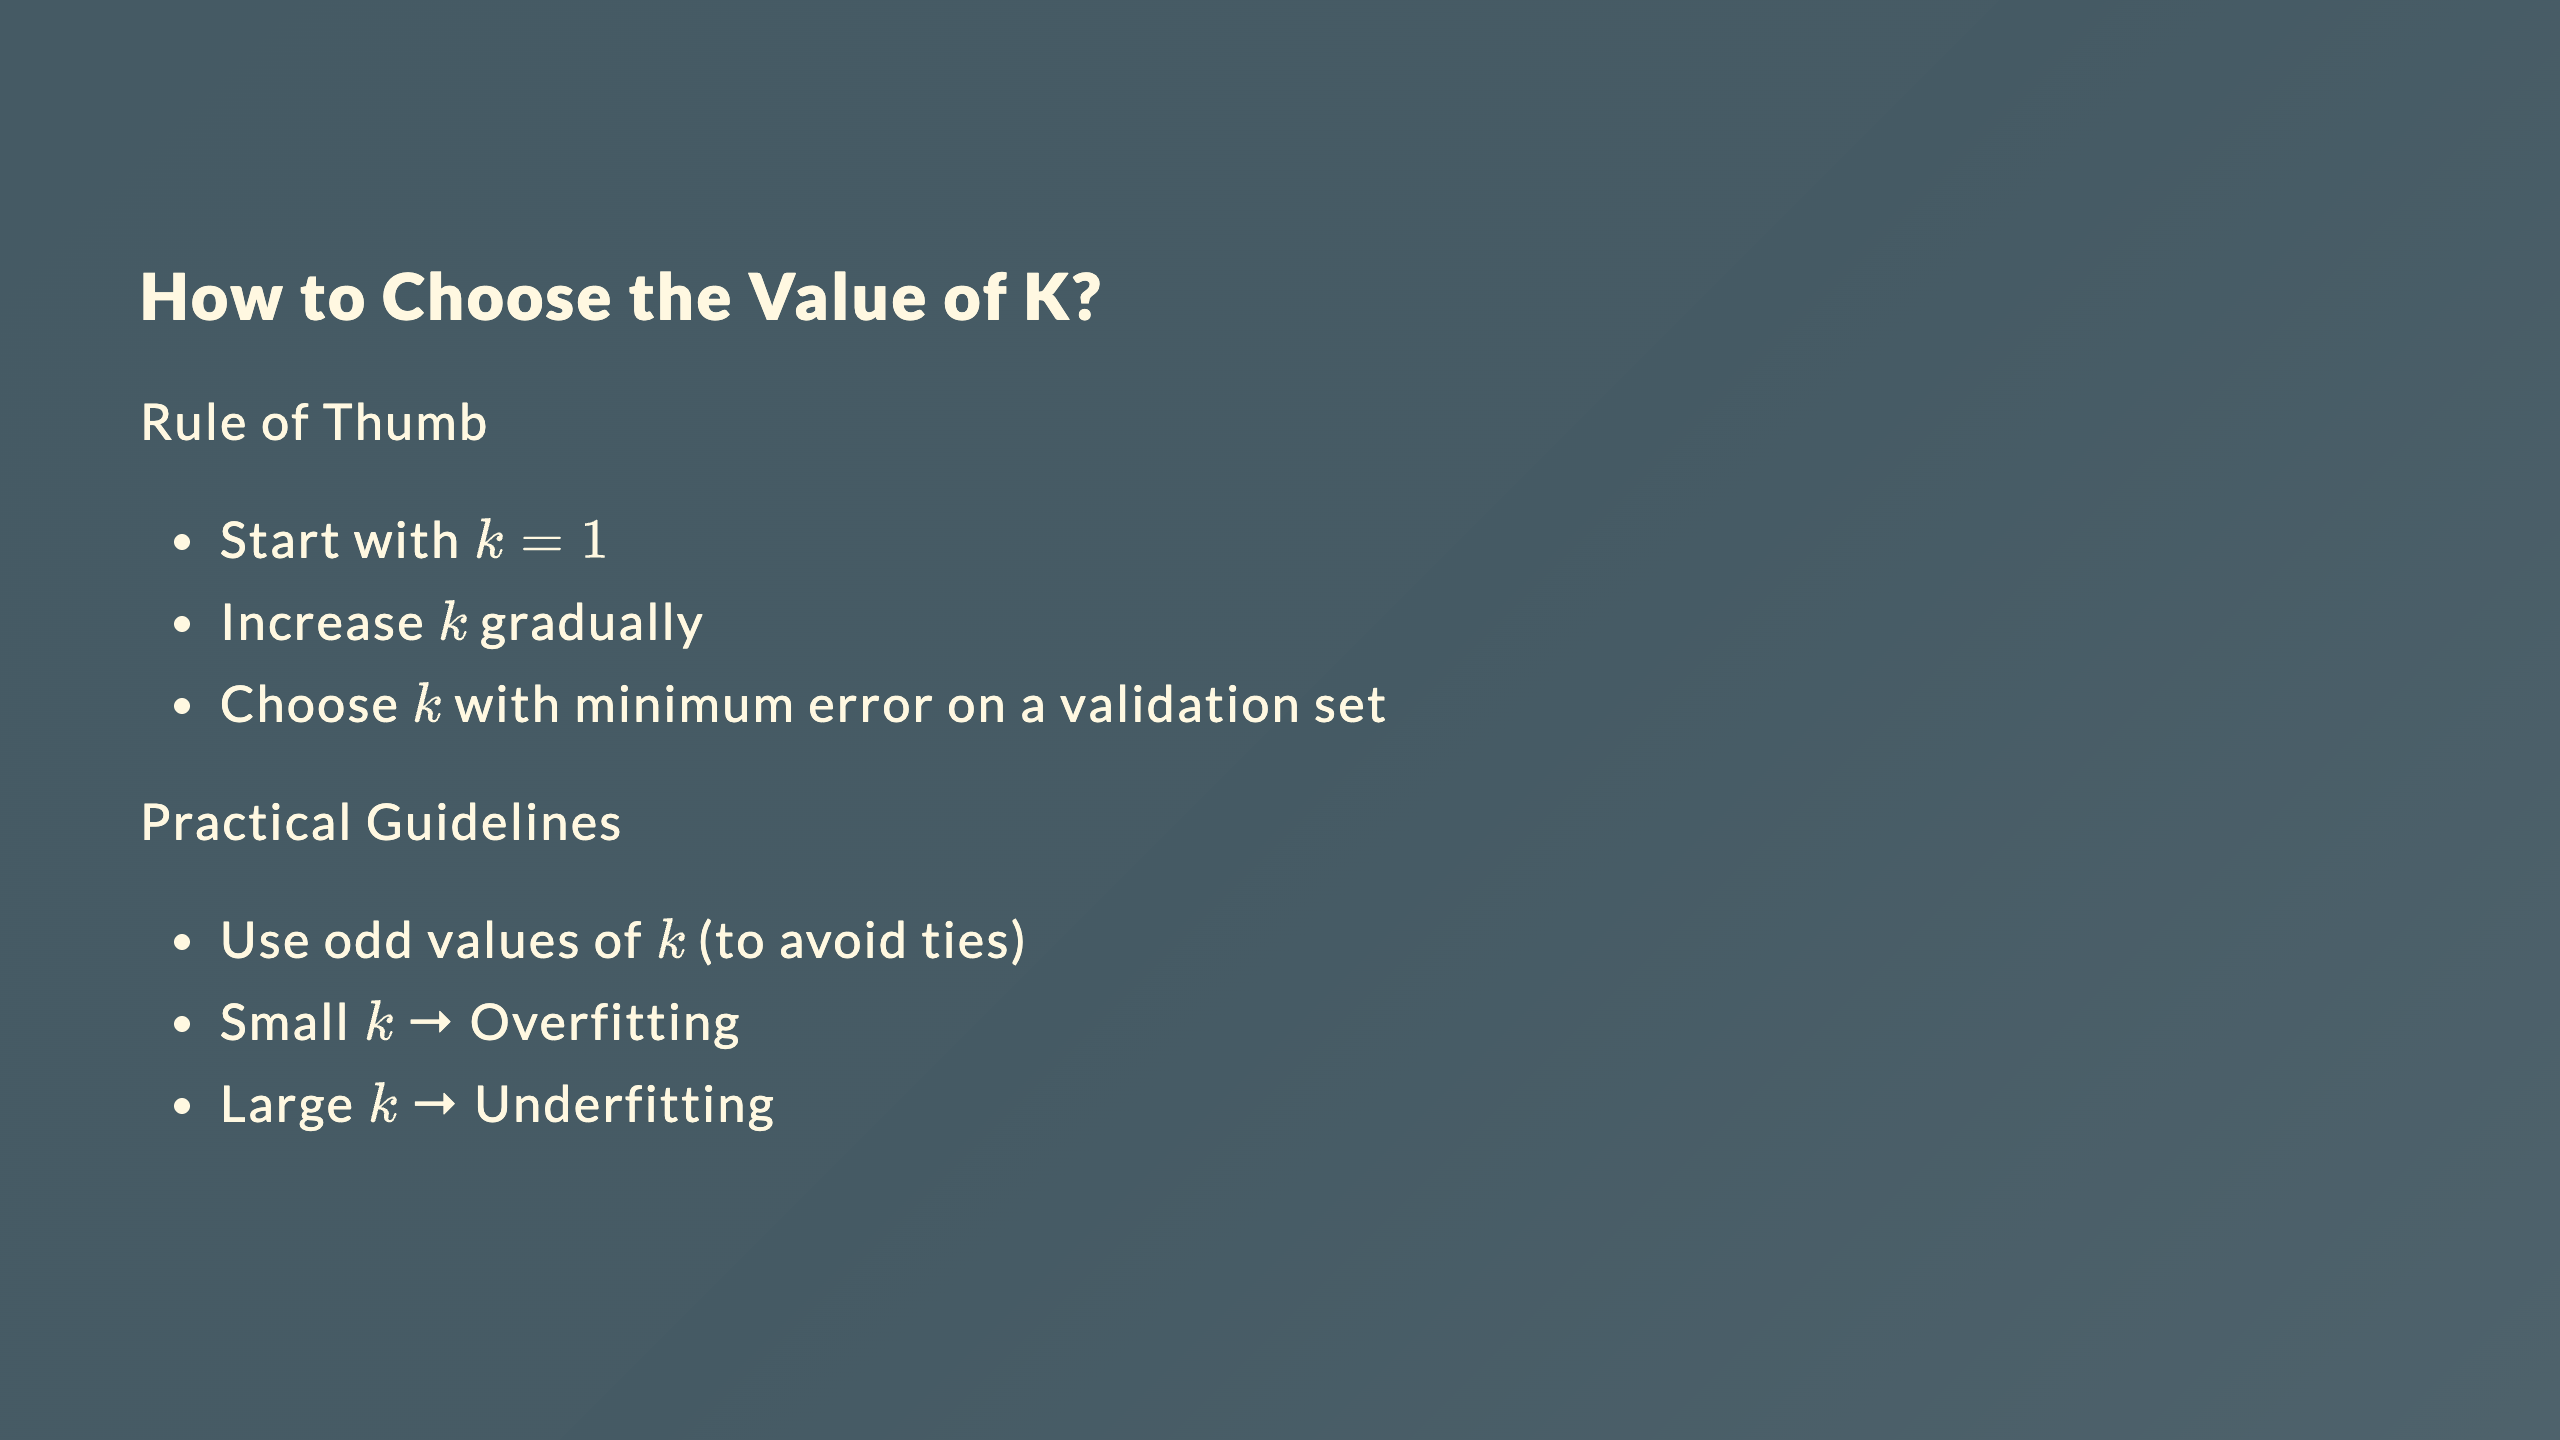 How to Choose the Value of K?
Rule of Thumb
• Start with k = 1
• Increase k gradually
• Choose k with minimum error on a validation set
Practical Guidelines
• Use odd values of k (to avoid ties)
• Small k → Overfitting
• Large k → Underfitting